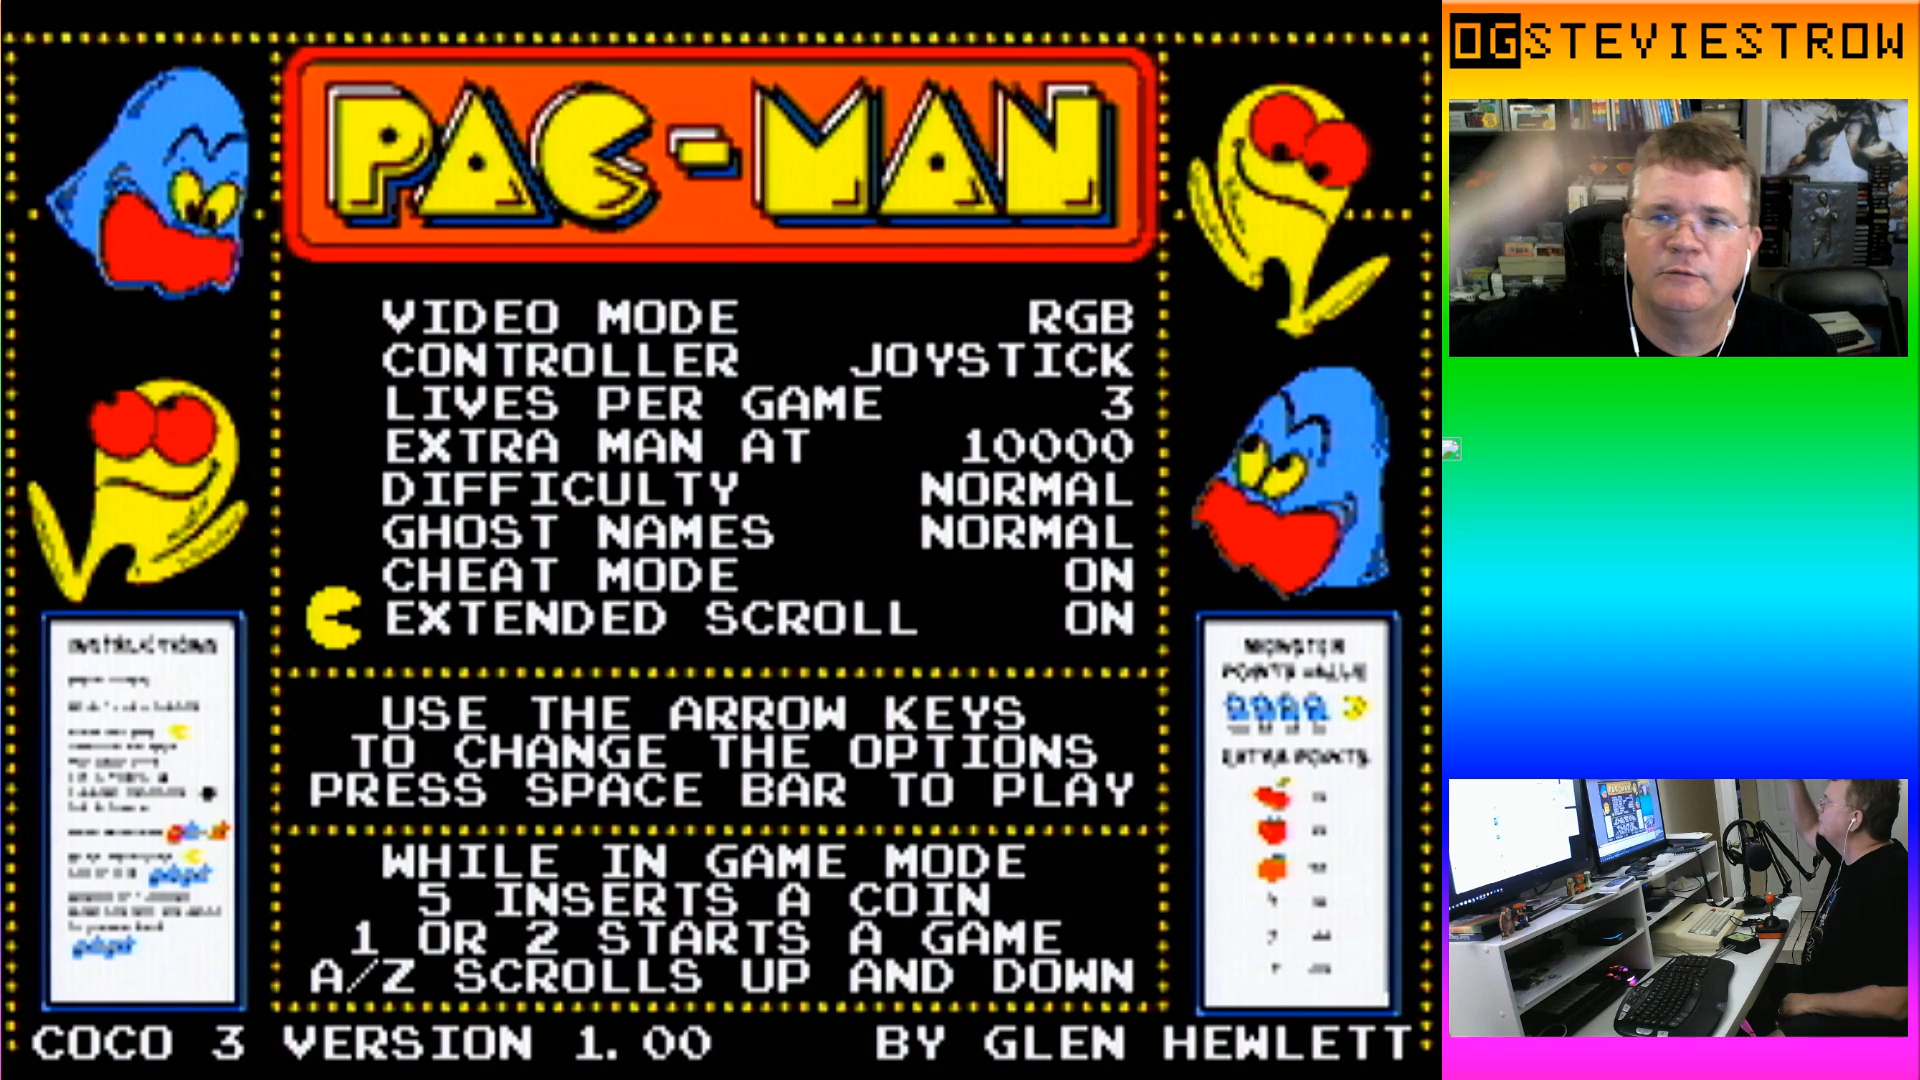 OGSTEVIESTROW
PAC-MAN
VIDEO MODE RGB
CONTROLLER JOYSTICK
LIVES PER GAME 3
EXTRA MAN AT 10000
DIFFICULTY NORMAL
GHOST NAMES NORMAL
CHEAT MODE ON
EXTENDED SCROLL ON
USE THE ARROW KEYS
TO CHANGE THE OPTIONS
PRESS SPACE BAR TO PLAY
WHILE IN GAME MODE
5 INSERTS A COIN
1 OR 2 STARTS A GAME
A/Z SCROLLS UP AND DOWN
INSTRUCTIONS
MONSTER
POINTS VALUE
EXTRA POINTS
COCO 3 VERSION 1.00 BY GLEN HEWLETT